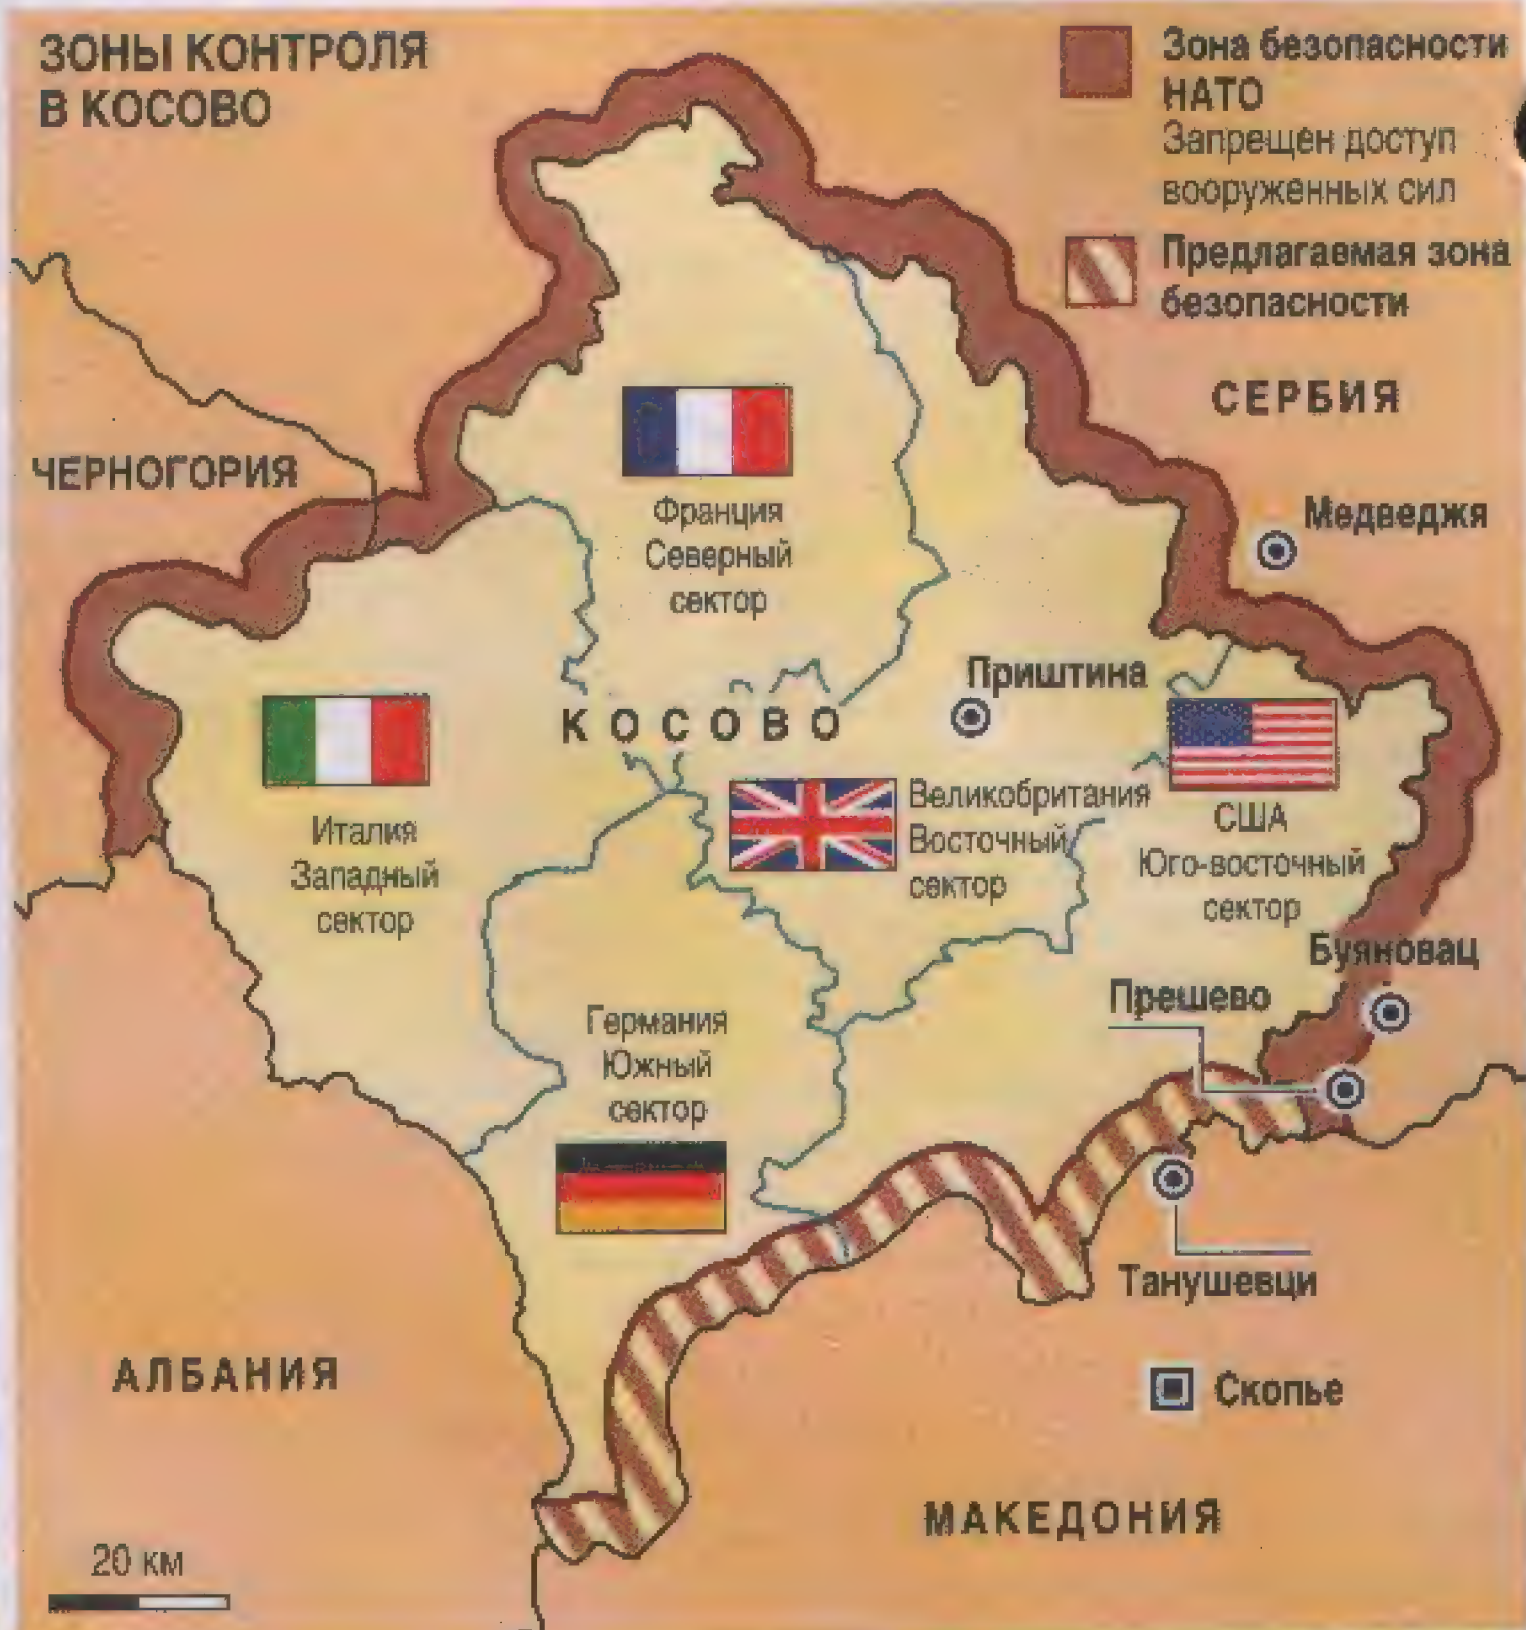 ЗОНЫ КОНТРОЛЯ
В КОСОВО
Зона безопасности
НАТО
Запрещен доступ
вооруженных сил
Предлагаемая зона
безопасности
СЕРБИЯ
ЧЕРНОГОРИЯ
Медведжя
Франция
Северный
сектор
Приштина
КОСОВО
Италия
Западный
сектор
Великобритания
Восточный
сектор
США
Юго-восточный
сектор
Буяновац
Прешево
Германия
Южный
сектор
Танушевци
АЛБАНИЯ
Скопье
МАКЕДОНИЯ
20 км